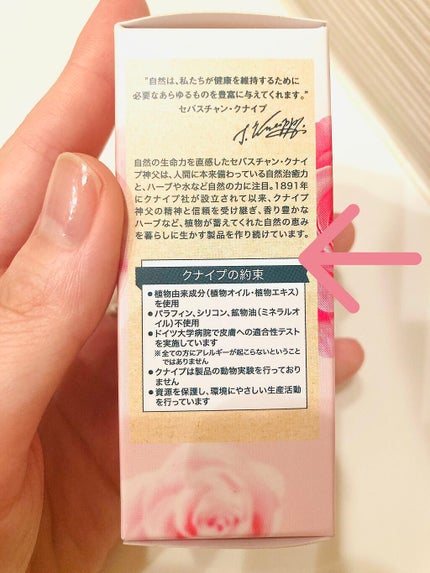 "自然は、私たちが健康を維持するために
必要なあらゆるものを豊富に与えてくれます。"
セバスチャン・クナイプ
自然の生命力を直感したセバスチャン・クナイ
プ神父は、人間に本来備わっている自然治癒力
と、ハーブや水など自然の力に注目。1891年
にクナイプ社が設立されて以来、クナイプ
神父の精神と信頼を受け継ぎ、香り豊かな
ハーブなど、植物が蓄えてくれた自然の恵み
を暮らしに生かす製品を作り続けています。
クナイプの約束
●植物由来成分(植物オイル・植物エキス)
を使用
●パラフィン、シリコン、鉱物油(ミネラルオ
イル)不使用
●ドイツ大学病院で皮膚への適合性テスト
を実施しています
※全ての方にアレルギーが起こらないということ
ではありません
●クナイプは製品の動物実験を行っており
ません
●資源を保護し、環境にやさしい生産活動
を行っています